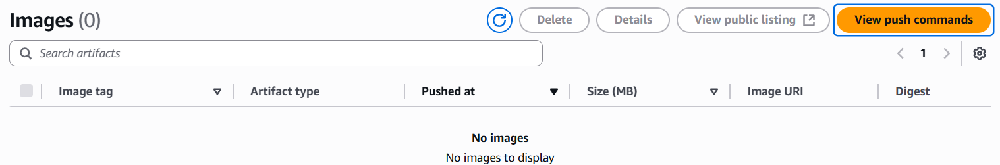 Images (0)
Delete
Details
View public listing
View push commands
Search artifacts
1
Image tag
Artifact type
Pushed at
Size (MB)
Image URI
Digest
No images
No images to display